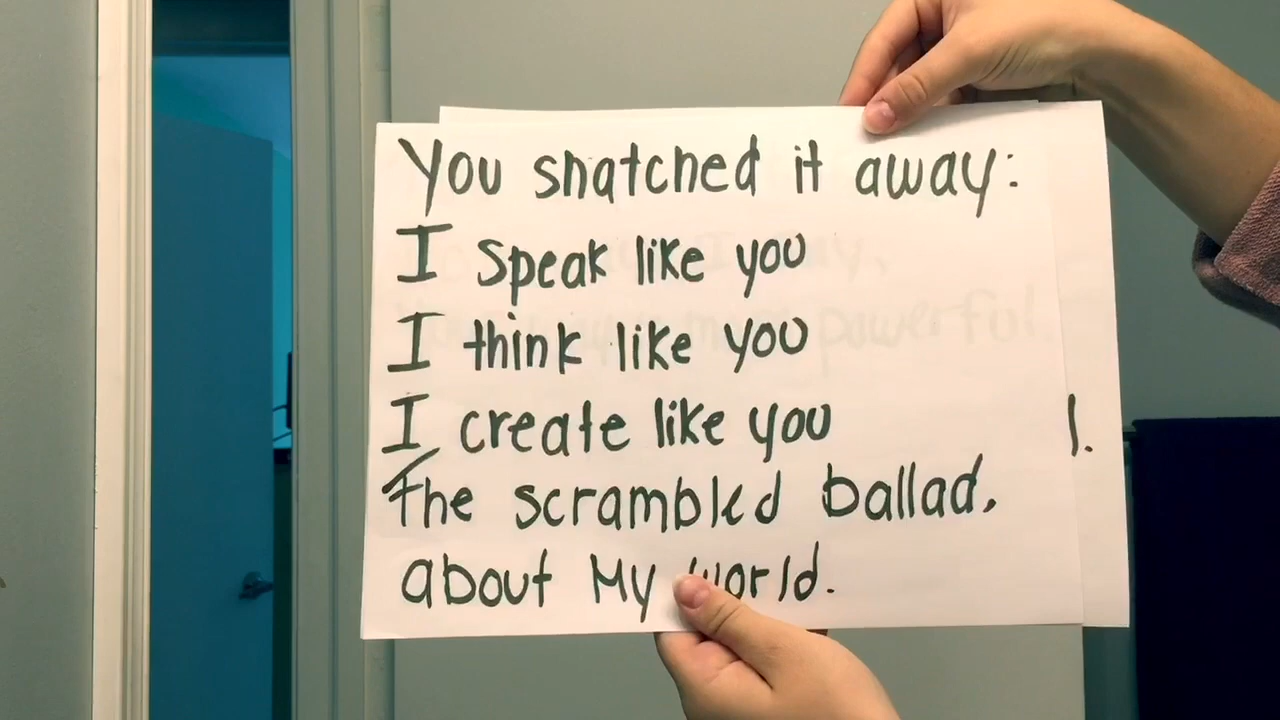 You snatched it away:
I speak like you
I think like you
I create like you
The scrambled ballad,
about My world.